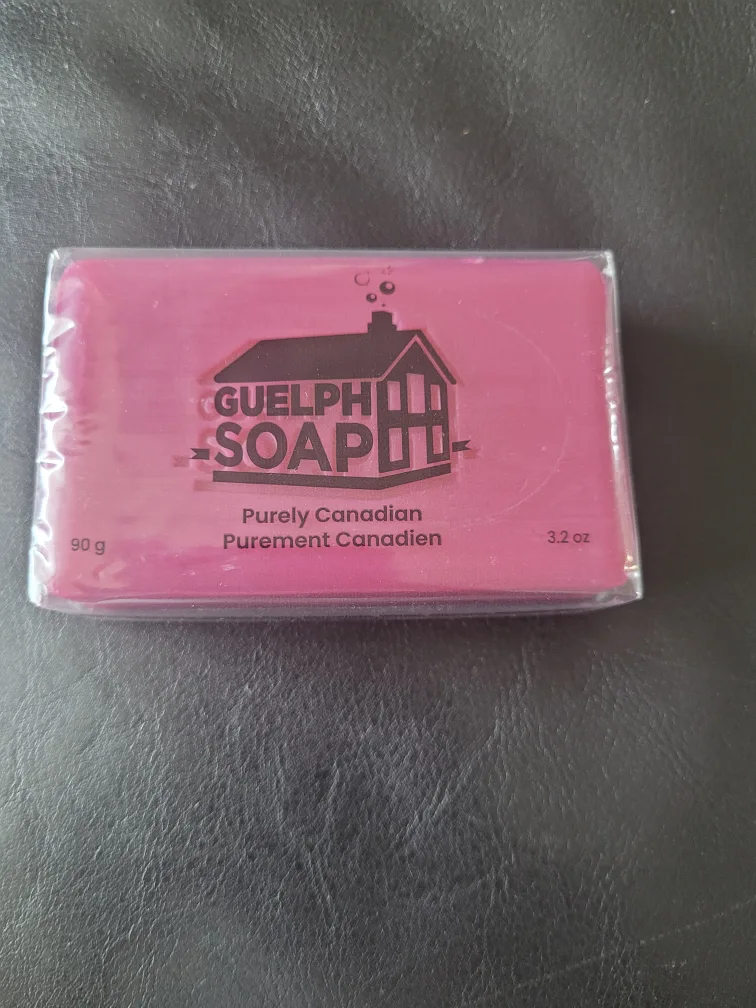 GUELPH
SOAP
Purely Canadian
Purement Canadien
90 g
3.2 oz